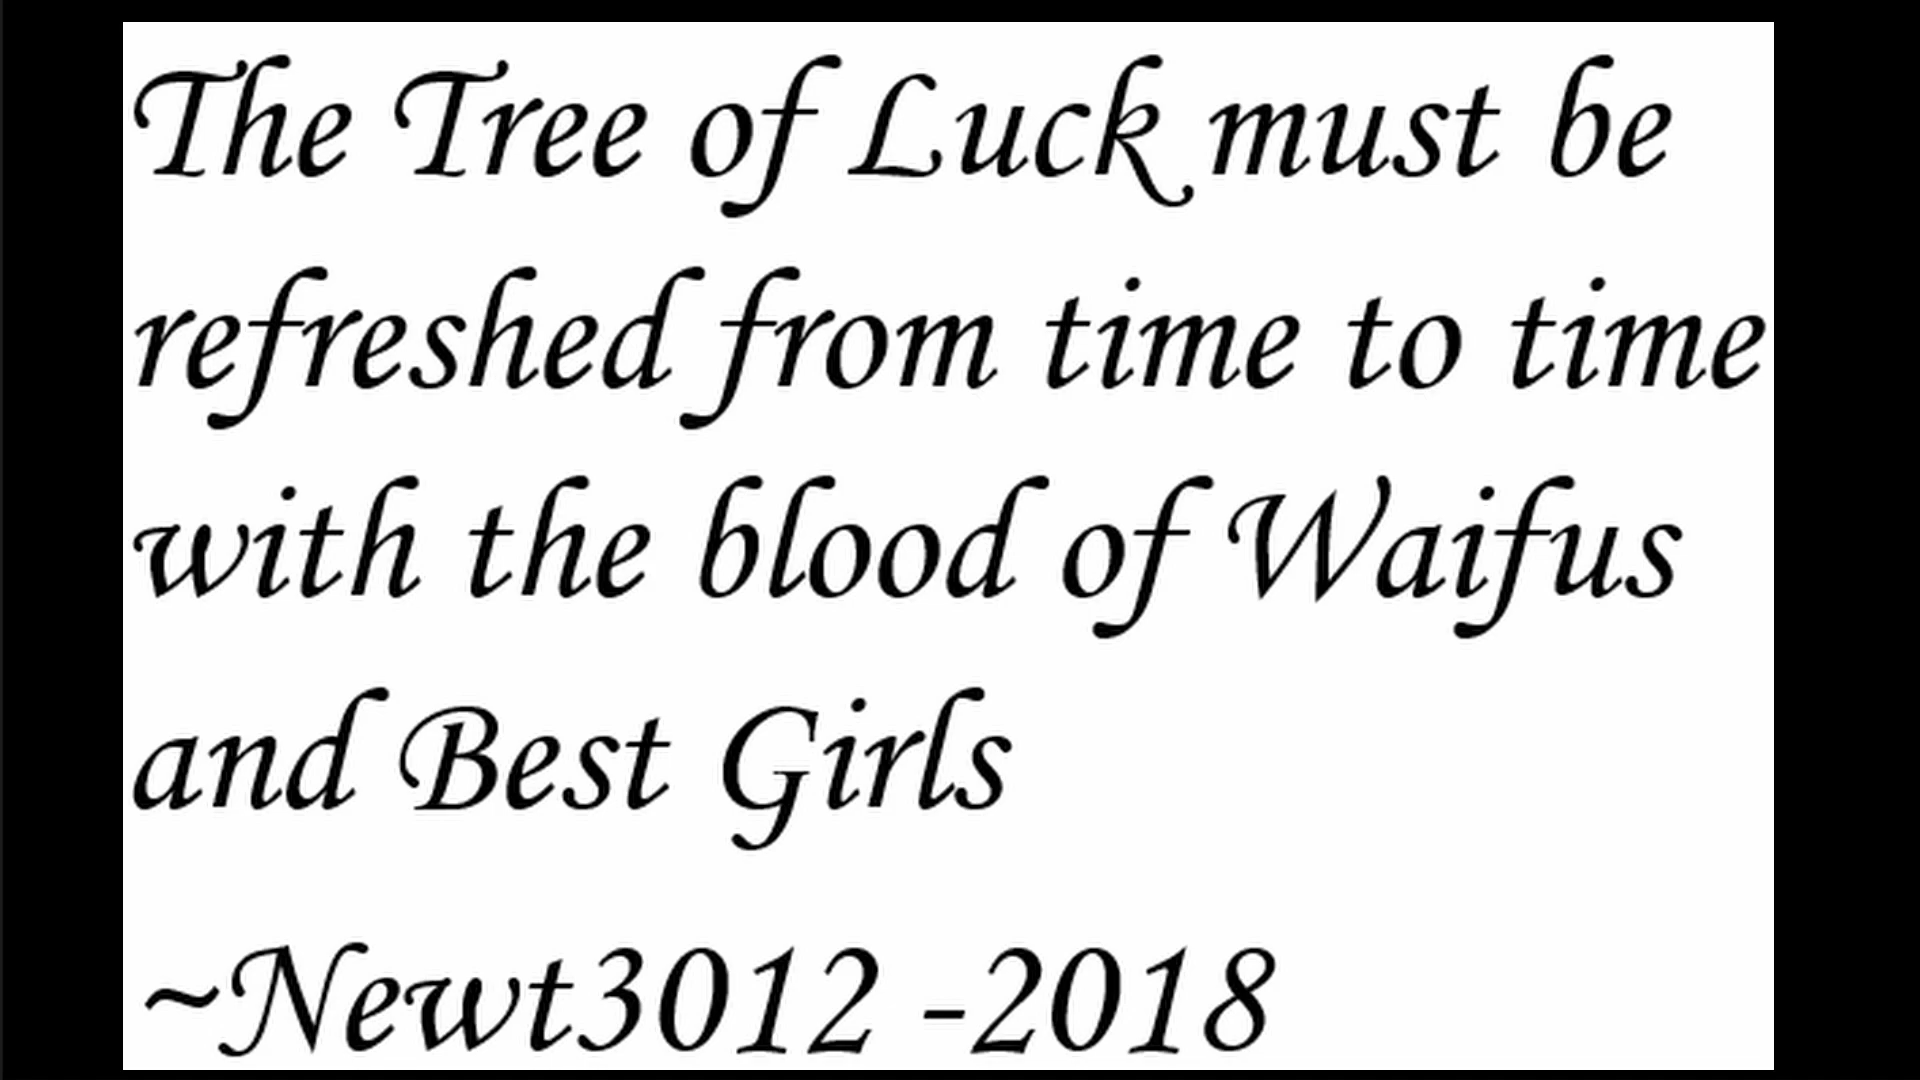 The Tree of Luck must be
refreshed from time to time
with the blood of Waifus
and Best Girls
~Newt3012 -2018